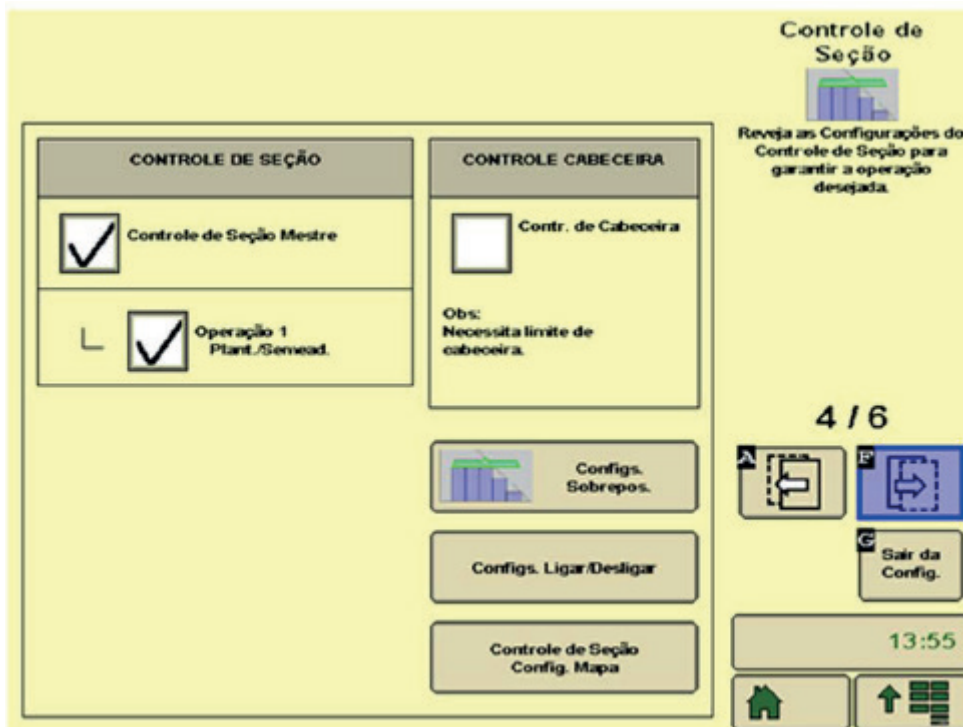 Controle de
Seção
Reveja as Configurações do
Controle de Seção para
garantir a operação
desejada.
CONTROLE DE SEÇÃO
Controle de Seção Mestre
Operação 1
Plant./Semead.
CONTROLE CABECEIRA
Contr. de Cabeceira
Obs:
Necessita limite de
cabeceira.
Configs.
Sobrepos.
Configs. Ligar/Desligar
Controle de Seção
Config. Mapa
4 / 6
A
F
G
Sair da
Config.
13:55